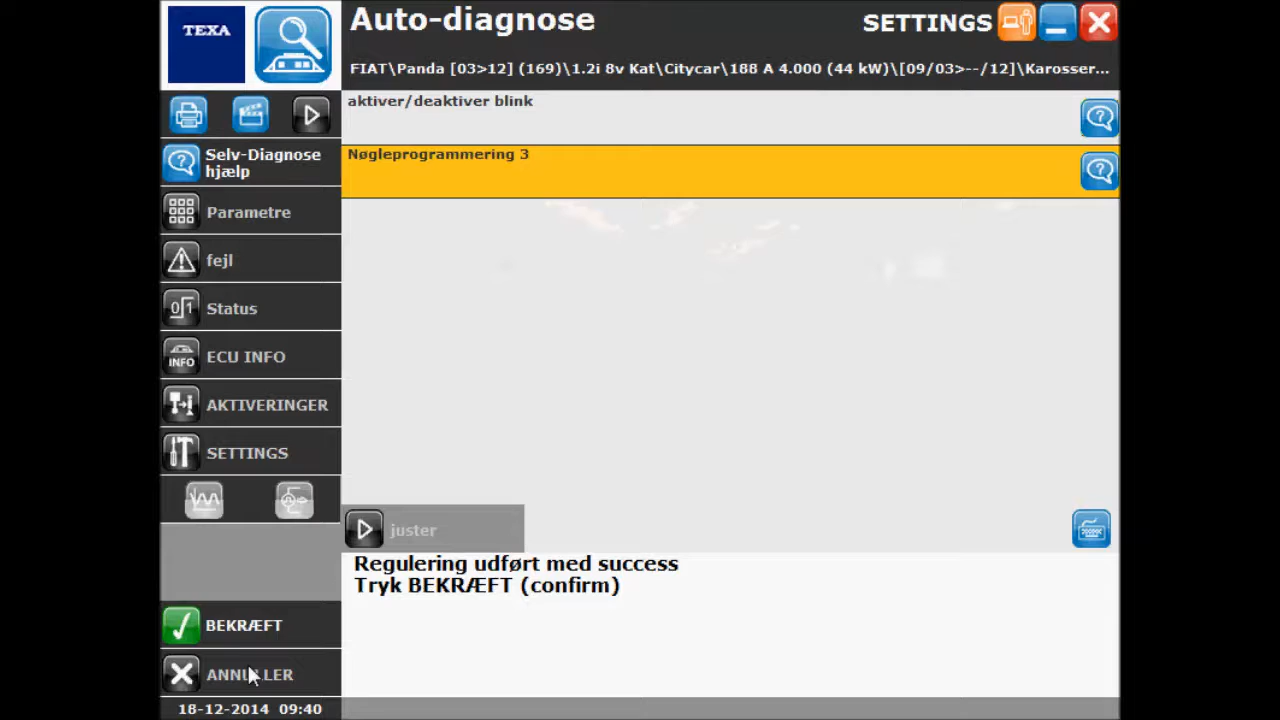 TEXA
Auto-diagnose
SETTINGS
FIAT\Panda [03>12] (169)\1.2i 8v Kat\Citycar\188 A 4.000 (44 kW)\[09/03>--/12]\Karosser...
aktiver/deaktiver blink
Nøgleprogrammering 3
Selv-Diagnose
hjælp
Parametre
fejl
Status
INFO
ECU INFO
AKTIVERINGER
SETTINGS
juster
Regulering udført med success
Tryk BEKRÆFT (confirm)
BEKRÆFT
ANNULLER
18-12-2014 09:40